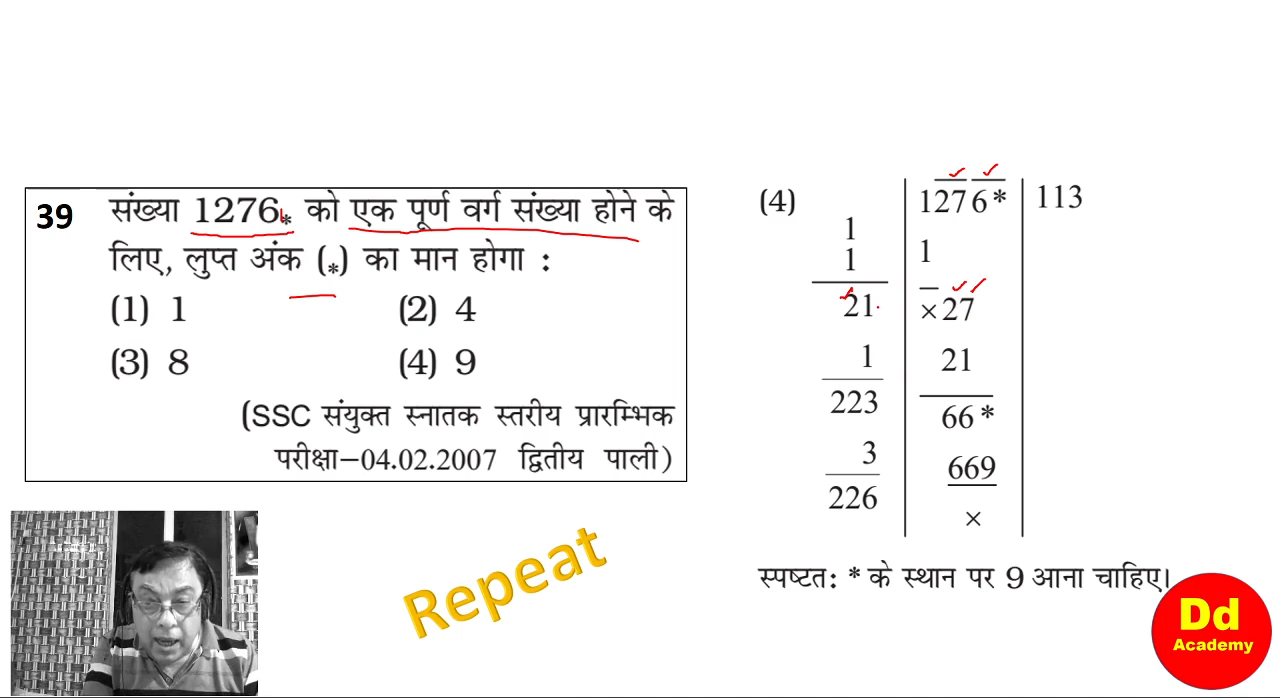 39 संख्या 1276* को एक पूर्ण वर्ग संख्या होने के
लिए, लुप्त अंक (*) का मान होगा :
(1) 1 (2) 4
(3) 8 (4) 9
(SSC संयुक्त स्नातक स्तरीय प्रारम्भिक
परीक्षा–04.02.2007 द्वितीय पाली)
Repeat
(4) 1276* 113
1
1 1
21 ×27
1 21
223 66*
3 669
226 ×
स्पष्टत: * के स्थान पर 9 आना चाहिए।
Dd
Academy